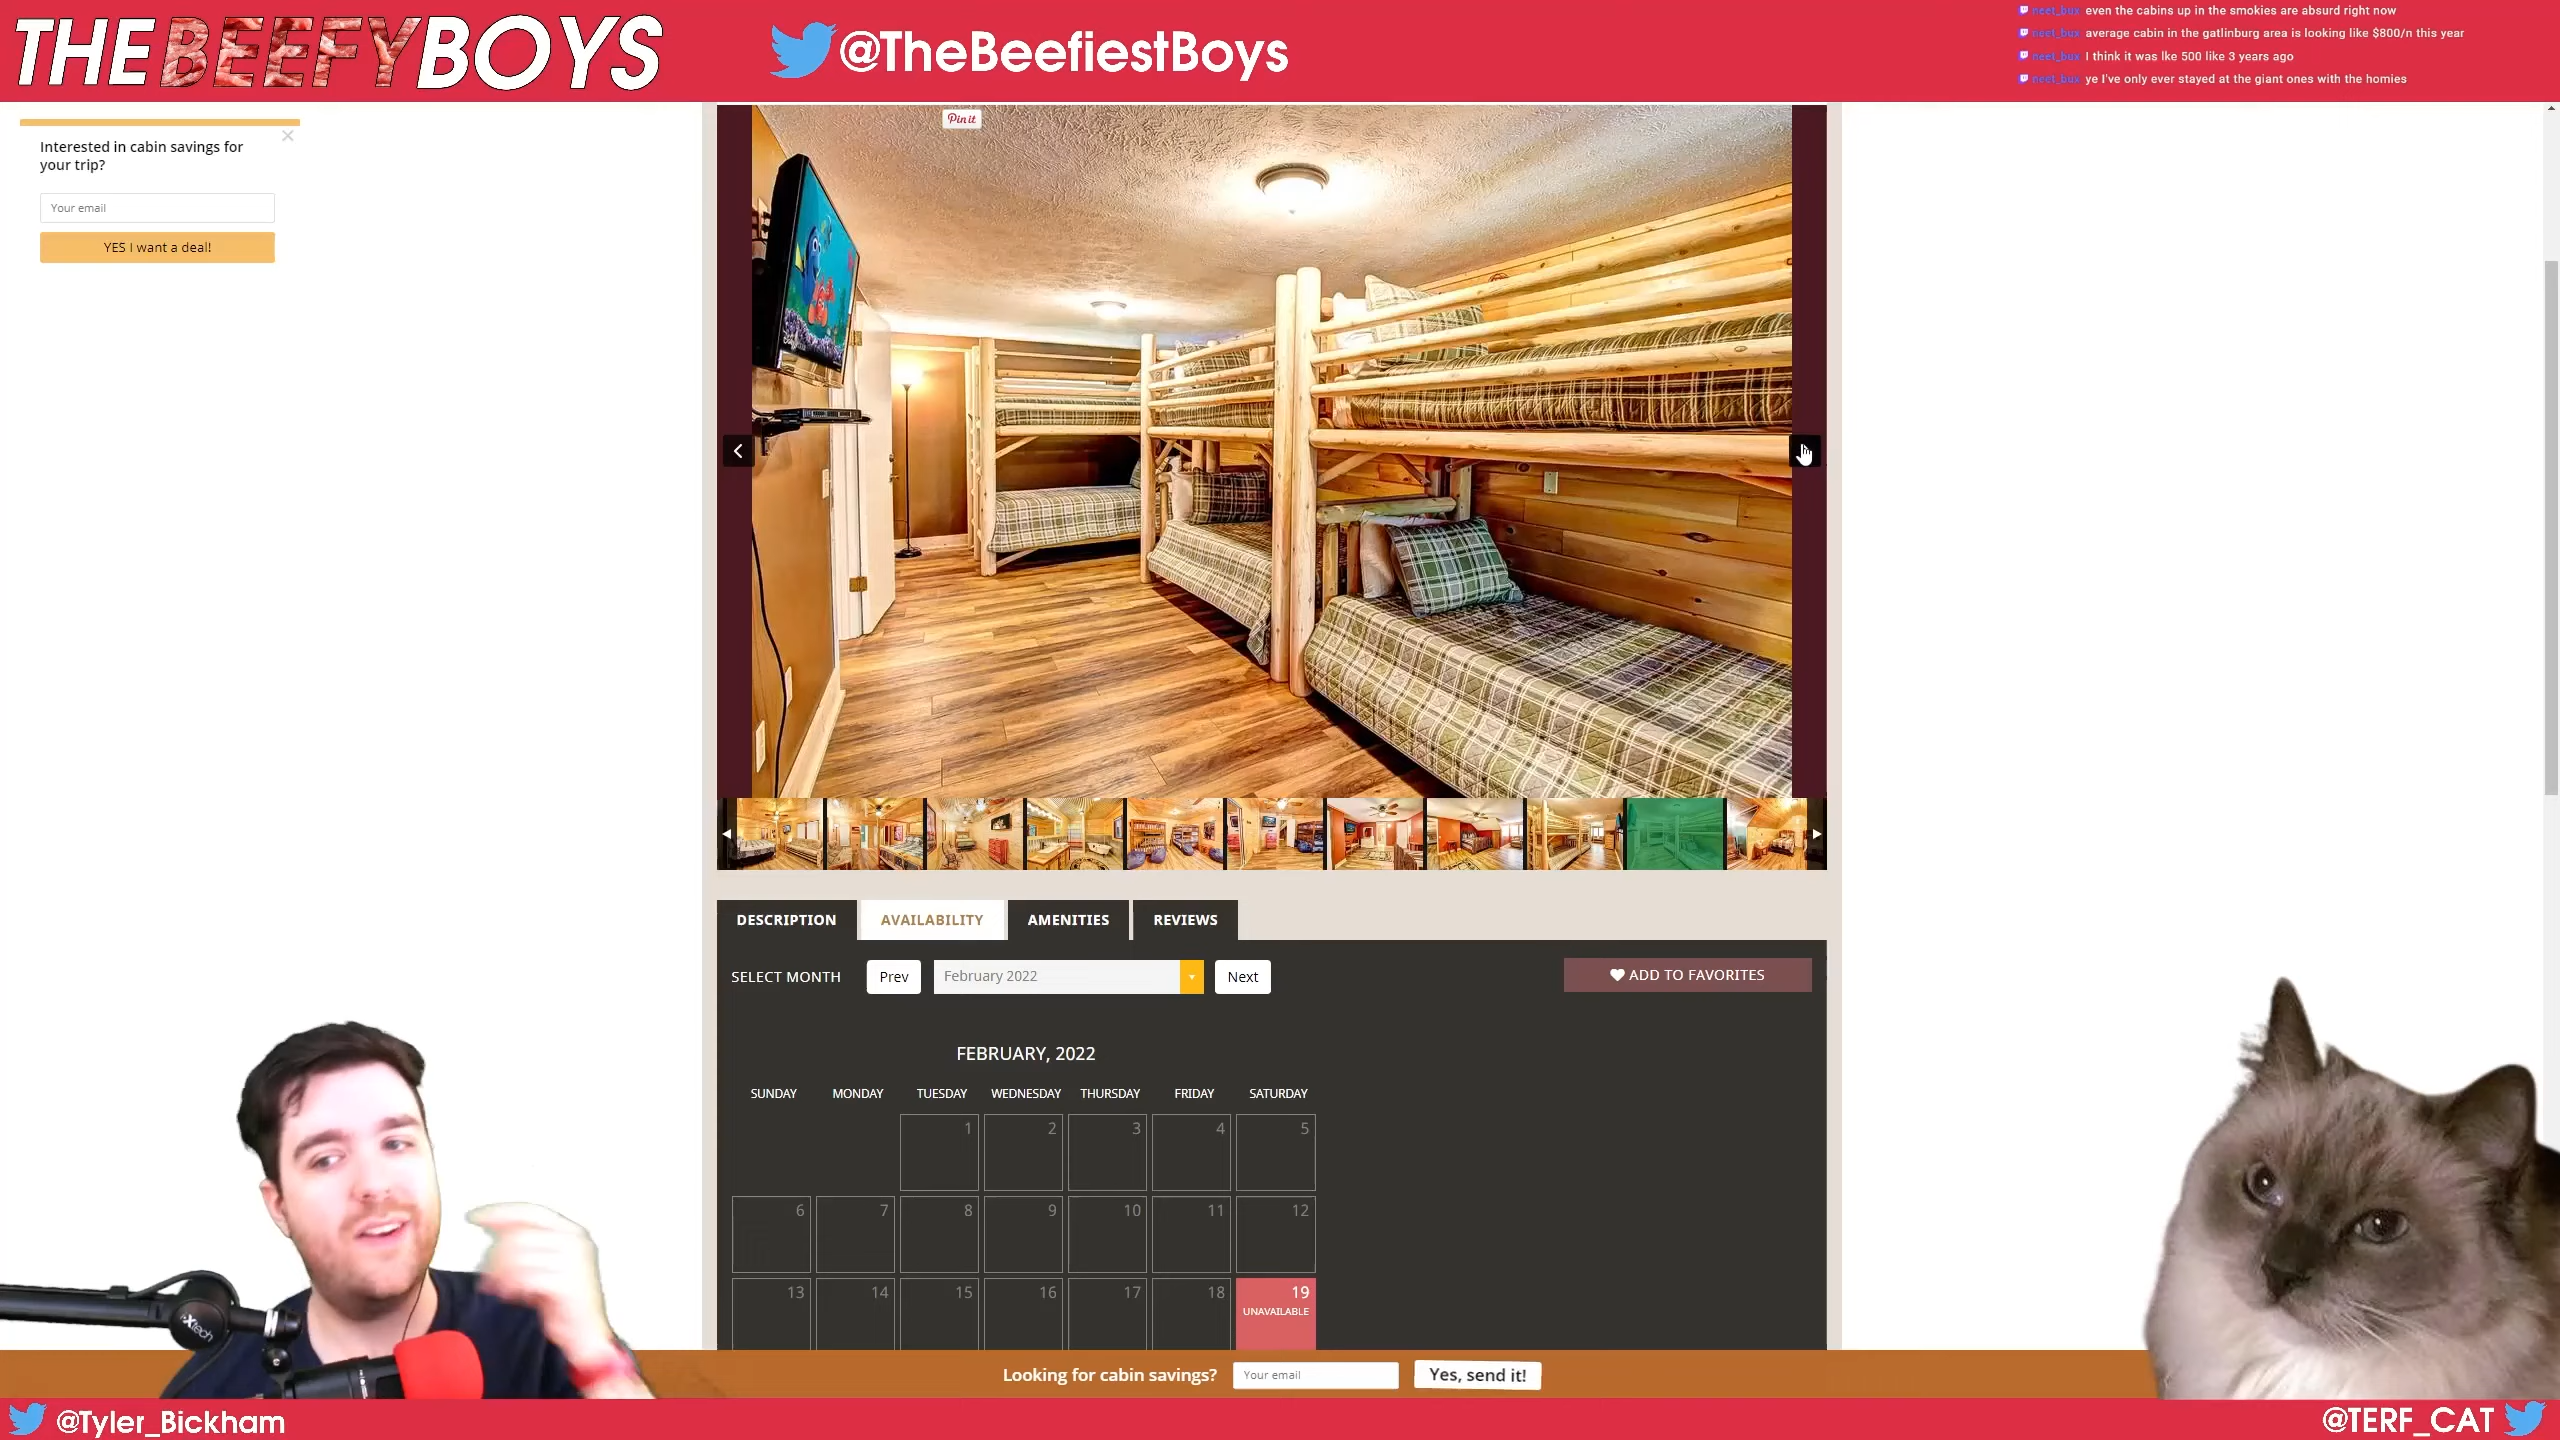 THEBEEFYBOYS
@TheBeefiestBoys
neet_bux even the cabins up in the smokies are absurd right now
neet_bux average cabin in the gatlinburg area is looking like $800/n this year
neet_bux I think it was lke 500 like 3 years ago
neet_bux ye I've only ever stayed at the giant ones with the homies
Interested in cabin savings for
your trip?
Your email
YES I want a deal!
Pin it
DESCRIPTION
AVAILABILITY
AMENITIES
REVIEWS
SELECT MONTH
Prev
February 2022
Next
ADD TO FAVORITES
FEBRUARY, 2022
SUNDAY MONDAY TUESDAY WEDNESDAY THURSDAY FRIDAY SATURDAY
1 2 3 4 5
6 7 8 9 10 11 12
13 14 15 16 17 18 19
UNAVAILABLE
Looking for cabin savings?
Your email
Yes, send it!
@Tyler_Bickham
@TERF_CAT